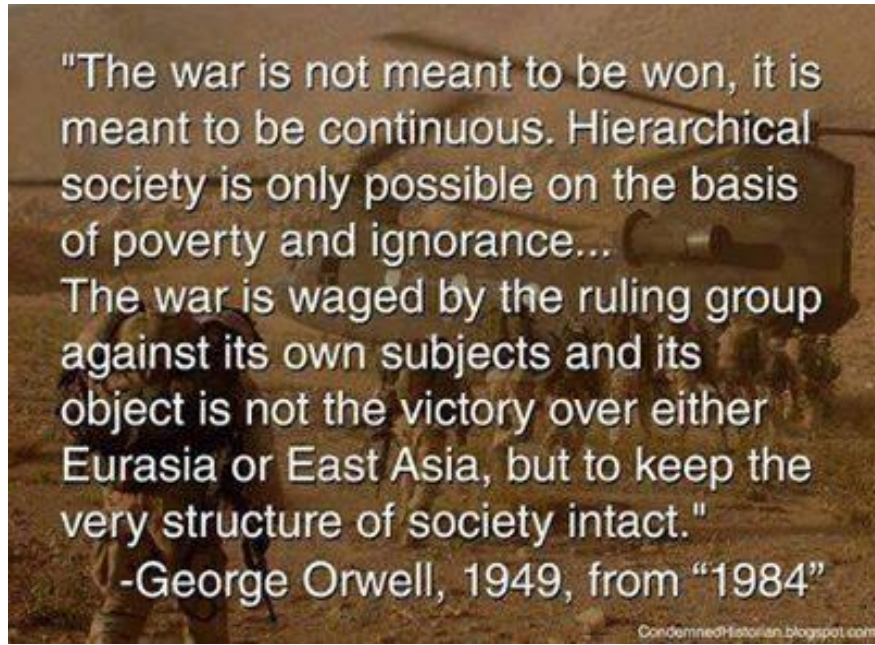 "The war is not meant to be won, it is
meant to be continuous. Hierarchical
society is only possible on the basis
of poverty and ignorance...
The war is waged by the ruling group
against its own subjects and its
object is not the victory over either
Eurasia or East Asia, but to keep the
very structure of society intact."
-George Orwell, 1949, from “1984”
CondemnedHistorian.blogspot.com